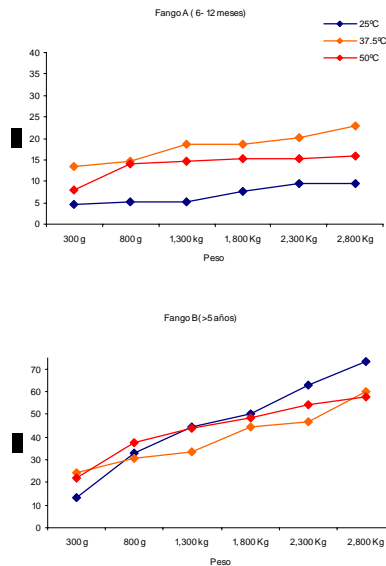 Fango A ( 6- 12 meses)
25ºC
37.5ºC
50ºC
40
35
30
25
20
15
10
5
0
300 g 800 g 1,300 Kg 1,800 Kg 2,300 Kg 2,800 Kg
Peso
Fango B(>5 años)
70
60
50
40
30
20
10
0
300 g 800 g 1,300 Kg 1,800 Kg 2,300 Kg 2,800 Kg
Peso